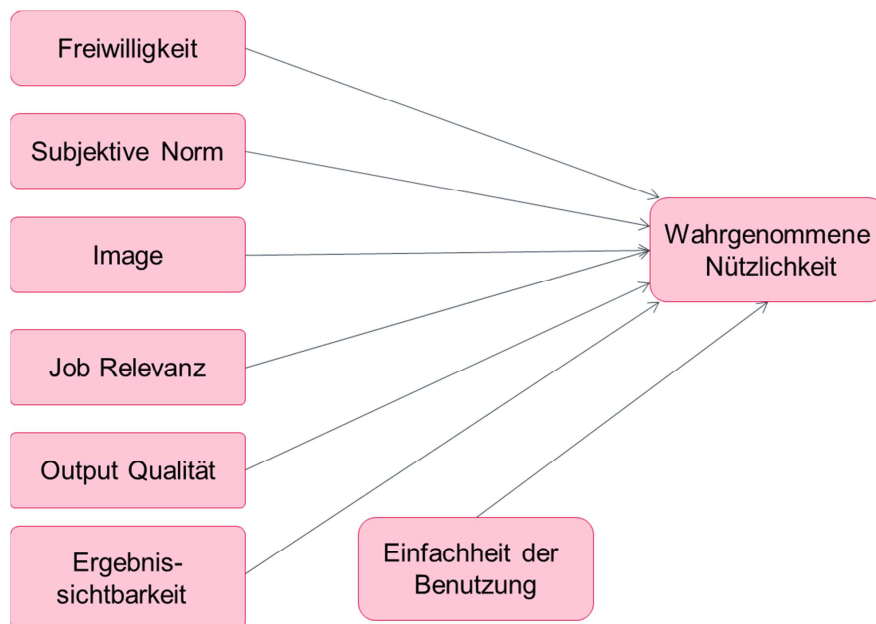 Freiwilligkeit
Subjektive Norm
Image
Job Relevanz
Output Qualität
Ergebnis-
sichtbarkeit
Einfachheit der
Benutzung
Wahrgenommene
Nützlichkeit